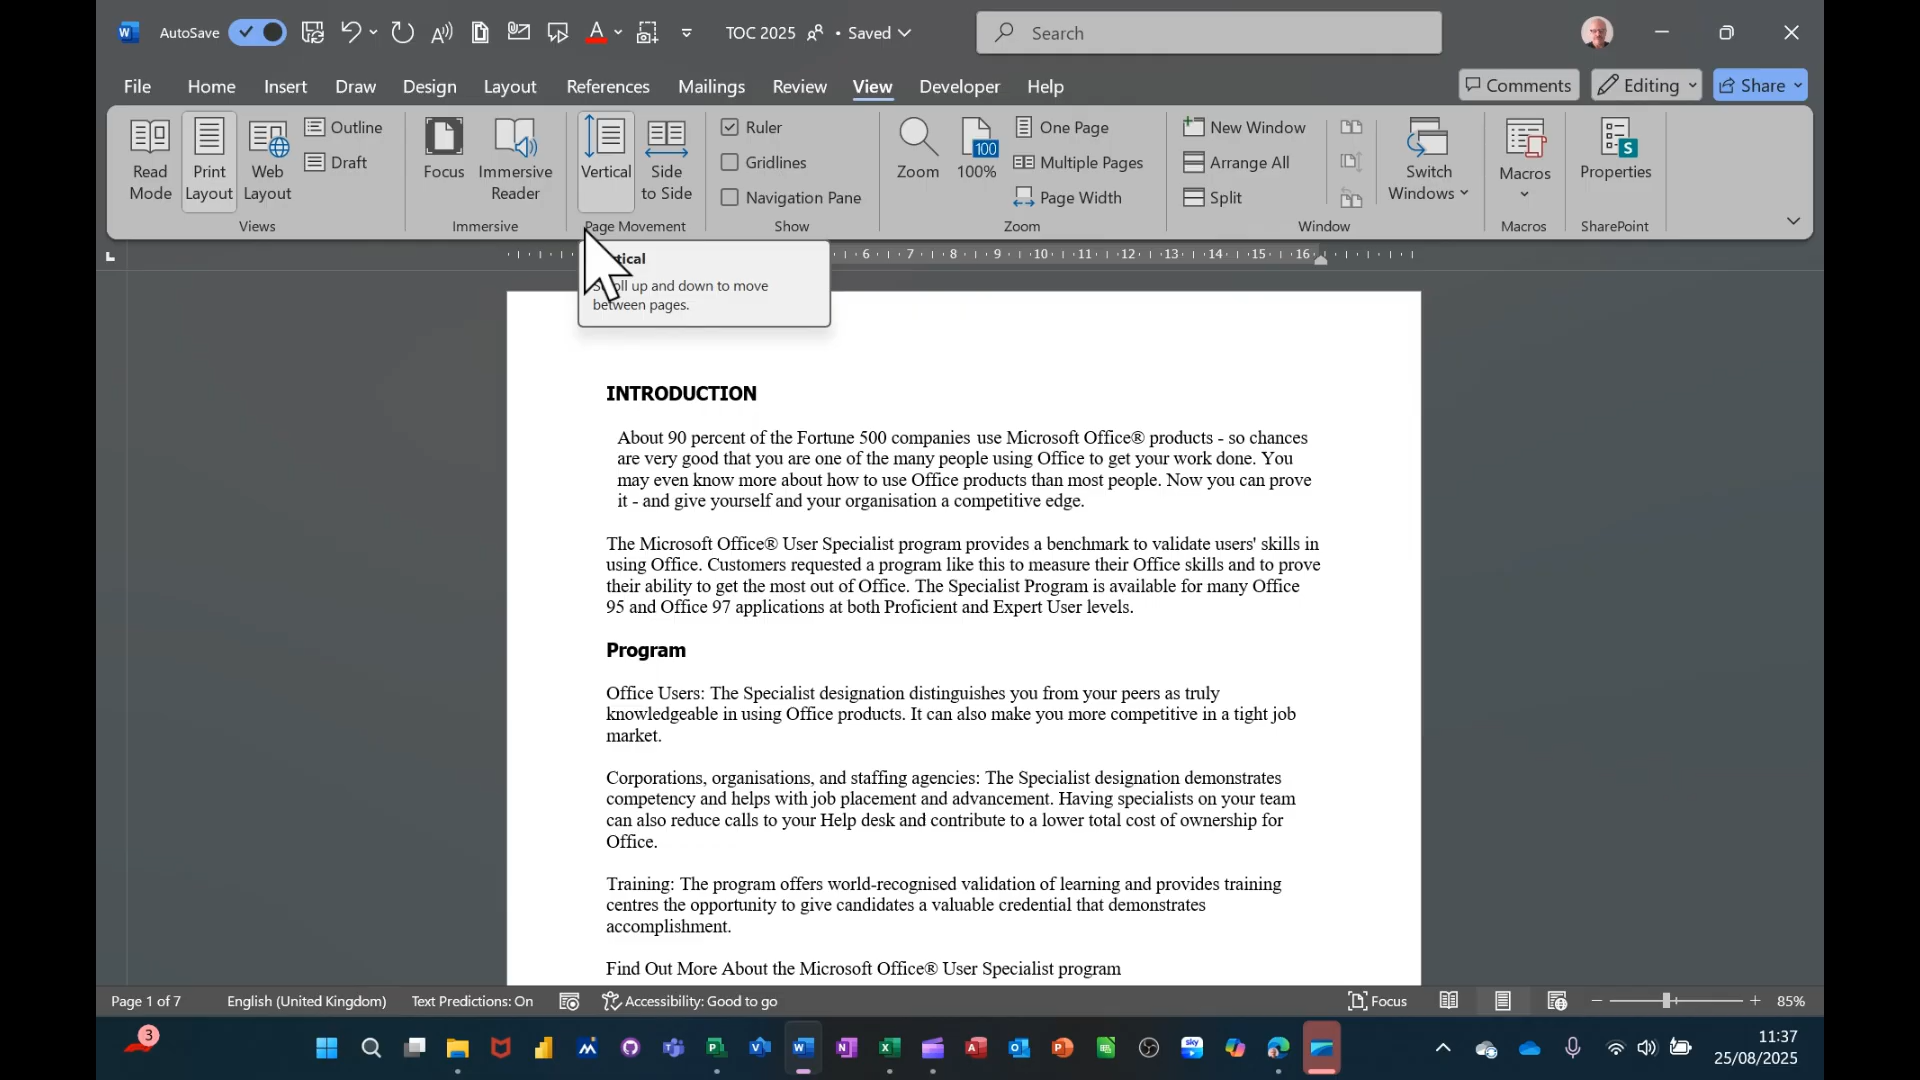 AutoSave
TOC 2025 • Saved
Search
File Home Insert Draw Design Layout References Mailings Review View Developer Help
Comments Editing Share
Read Mode
Print Layout
Web Layout
Outline
Draft
Views
Focus
Immersive Reader
Immersive
Vertical
Side to Side
Page Movement
Ruler
Gridlines
Navigation Pane
Show
Zoom
100
100%
One Page
Multiple Pages
Page Width
Zoom
New Window
Arrange All
Split
Switch Windows
Window
Macros
Macros
Properties
SharePoint
6 7 8 9 10 11 12 13 14 15 16
up and down to move
between pages.
INTRODUCTION
About 90 percent of the Fortune 500 companies use Microsoft Office® products - so chances
are very good that you are one of the many people using Office to get your work done. You
may even know more about how to use Office products than most people. Now you can prove
it - and give yourself and your organisation a competitive edge.
The Microsoft Office® User Specialist program provides a benchmark to validate users' skills in
using Office. Customers requested a program like this to measure their Office skills and to prove
their ability to get the most out of Office. The Specialist Program is available for many Office
95 and Office 97 applications at both Proficient and Expert User levels.
Program
Office Users: The Specialist designation distinguishes you from your peers as truly
knowledgeable in using Office products. It can also make you more competitive in a tight job
market.
Corporations, organisations, and staffing agencies: The Specialist designation demonstrates
competency and helps with job placement and advancement. Having specialists on your team
can also reduce calls to your Help desk and contribute to a lower total cost of ownership for
Office.
Training: The program offers world-recognised validation of learning and provides training
centres the opportunity to give candidates a valuable credential that demonstrates
accomplishment.
Find Out More About the Microsoft Office® User Specialist program
Page 1 of 7 English (United Kingdom) Text Predictions: On Accessibility: Good to go Focus 85%
3
sky
11:37
25/08/2025